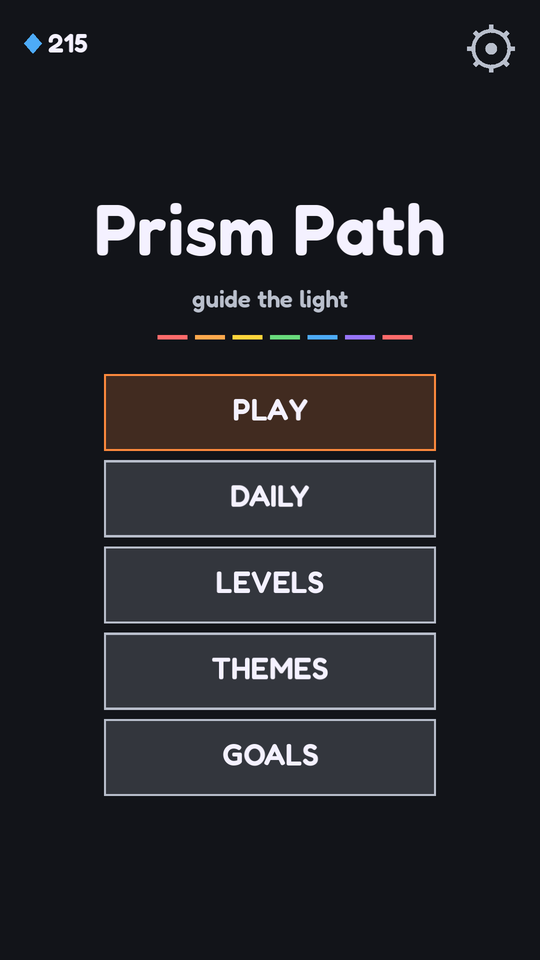 215
Prism Path
guide the light
PLAY
DAILY
LEVELS
THEMES
GOALS